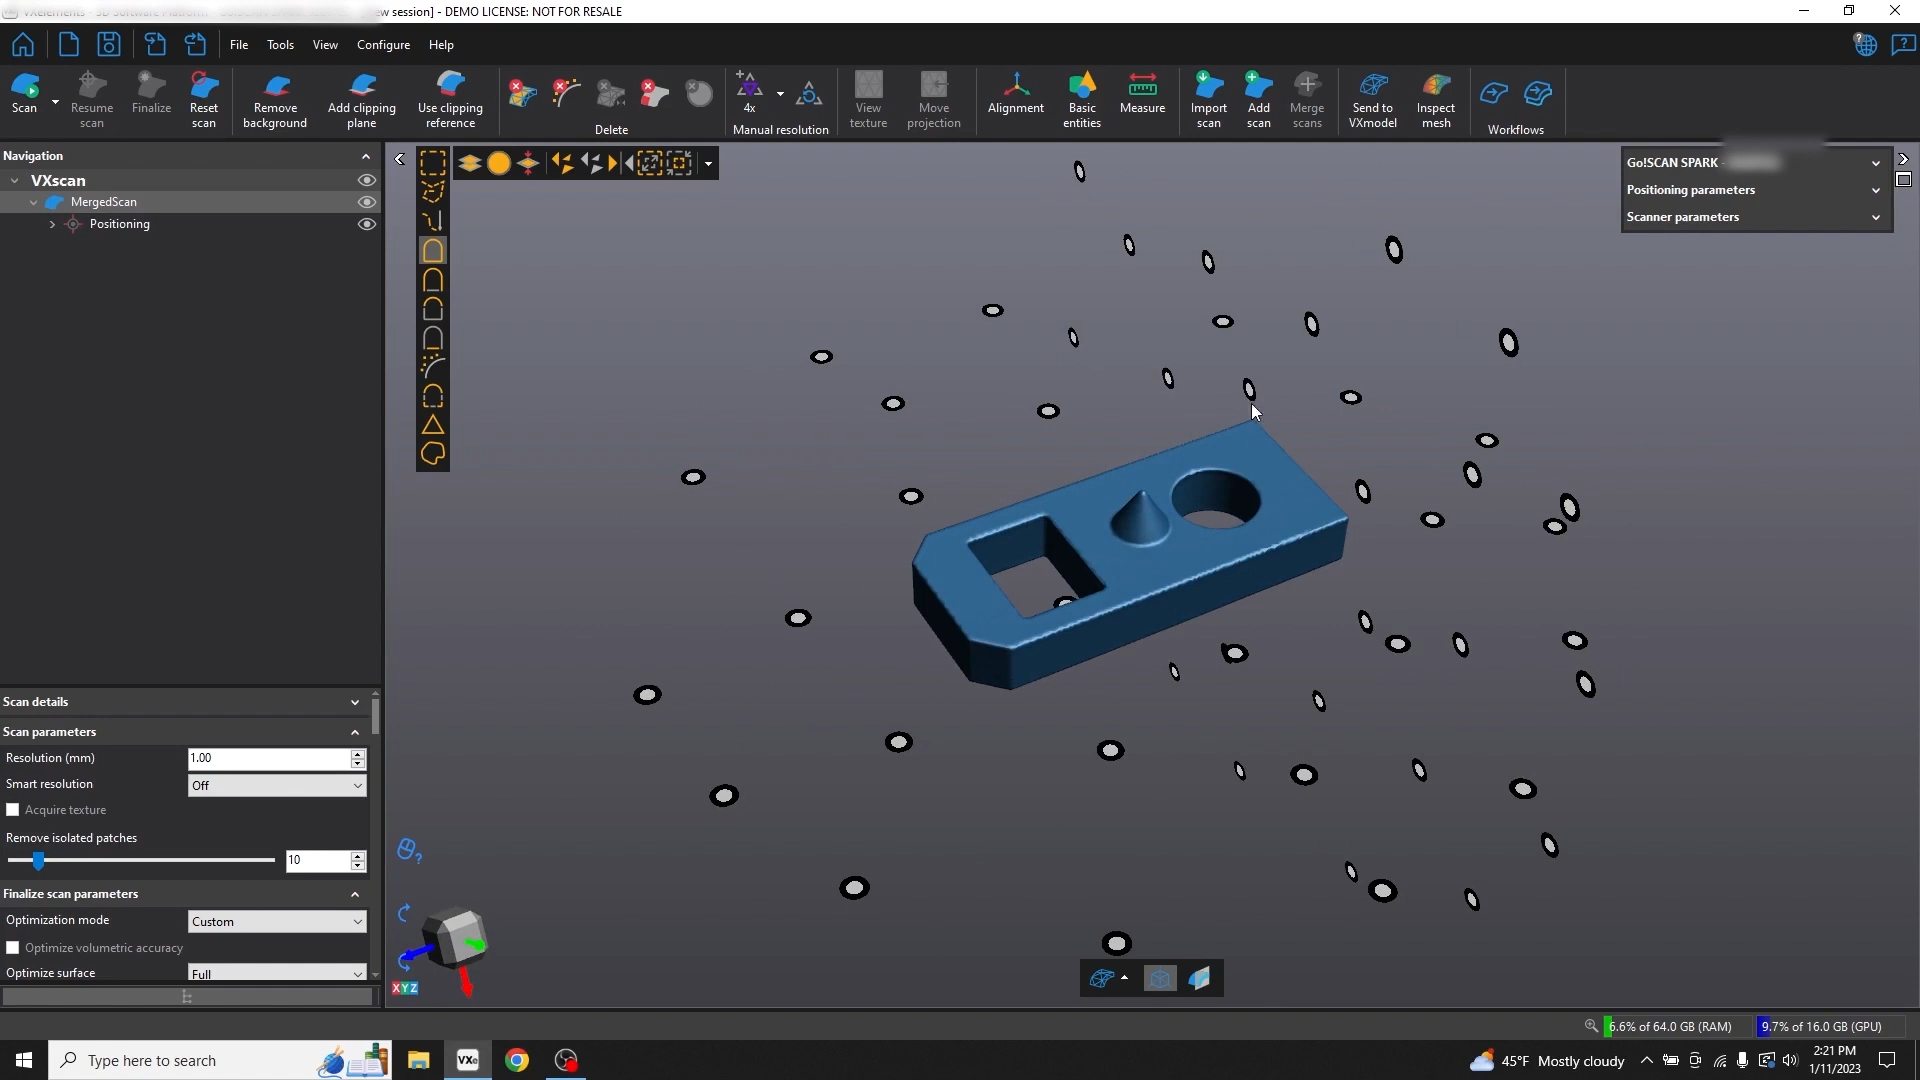 ew session] - DEMO LICENSE: NOT FOR RESALE
File Tools View Configure Help
Scan
Resume
scan
Finalize
Reset
scan
Remove
background
Add clipping
plane
Use clipping
reference
Delete
4x
Manual resolution
View
texture
Move
projection
Alignment
Basic
entities
Measure
Import
scan
Add
scan
Merge
scans
Send to
VXmodel
Inspect
mesh
Workflows
Navigation
VXscan
MergedScan
Positioning
Go!SCAN SPARK
Positioning parameters
Scanner parameters
Scan details
Scan parameters
Resolution (mm) 1.00
Smart resolution Off
Acquire texture
Remove isolated patches
10
Finalize scan parameters
Optimization mode Custom
Optimize volumetric accuracy
Optimize surface Full
XYZ
6.6% of 64.0 GB (RAM) 9.7% of 16.0 GB (GPU)
Type here to search
VXe
45°F Mostly cloudy
2:21 PM
1/11/2023